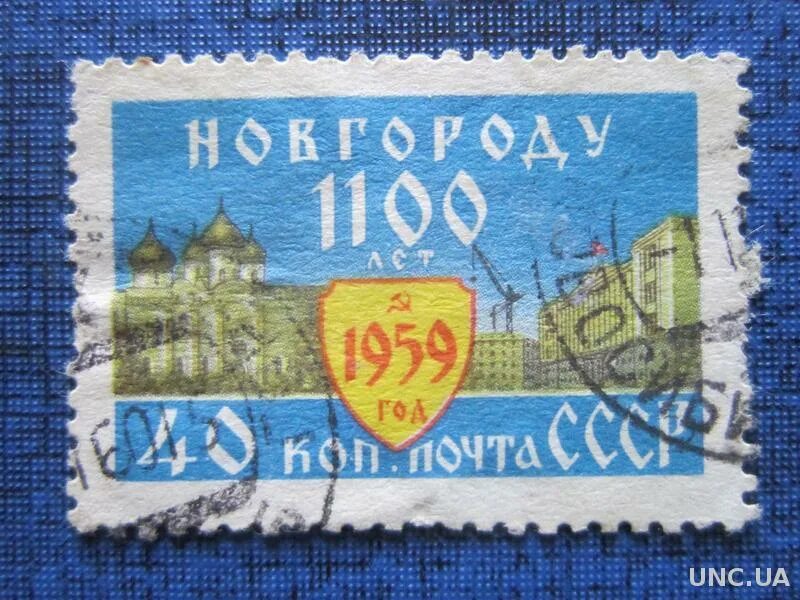 НОВГОРОДУ
1100
ЛЕТ
1959
ГОД
40 КОП. ПОЧТА СССР
UNC.UA